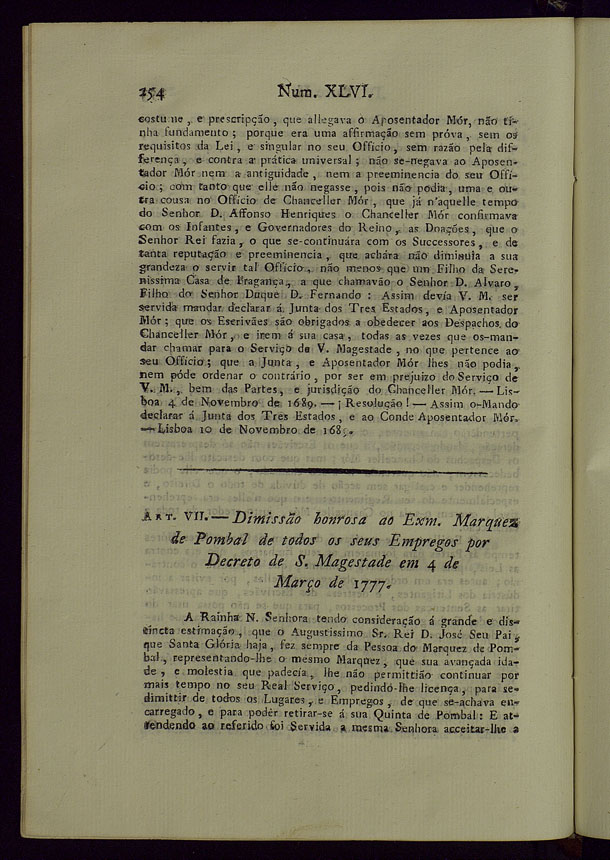 254
Num. XLVI.
costume, e prescripção, que allegava o Aposentador Mór, não ti-
nha fundamento; porque era uma affirmação sem próva, sem os
requisitos da Lei, e singular no seu Officio, sem razão pela dif-
ferença, e contra a prática universal; não se-negava ao Aposen-
tador Mór nem a antiguidade, nem a preeminencia do seu Offi-
cio; com tanto que elle não negasse, pois não podia, uma e ou-
tra cousa no Officio de Chanceller Mór, que já n'aquelle tempo
do Senhor D. Affonso Henriques o Chanceller Mór confirmava
com os Infantes, e Governadores do Reino, as Doações, que o
Senhor Rei fazia, o que se-continuára com os Successores, e de
tanta reputação e preeminencia, que achára não diminuia a sua
grandeza o servir tal Officio, não menos que um Filho da Sere-
nissima Casa de Bragança, a que chamavão o Senhor D. Alvaro,
Filho do Senhor Duque D. Fernando: Assim devía V. M. ser
servida mandar declarar á Junta dos Tres Estados, e Aposentador
Mór; que os Escrivães são obrigados a obedecer aos Despachos do
Chanceller Mór, e irem á sua casa, todas as vezes que os-man-
dar chamar para o Serviço de V. Magestade, no que pertence ao
seu Officio; que a Junta, e Aposentador Mór lhes não podia,
nem póde ordenar o contrário, por ser em prejuizo do Serviço de
V. M., bem das Partes, e jurisdição do Chanceller Mór. — Lis-
boa 4 de Novembro de 1689. — ¡ Resolução! — Assim o-Mando
declarar á Junta dos Tres Estados, e ao Conde Aposentador Mór.
— Lisboa 10 de Novembro de 168
ART. VII. — Dimissão honrosa ao Exm. Marquez
de Pombal de todos os seus Empregos por
Decreto de S. Magestade em 4 de
Março de 1777.
A Rainha N. Senhora tendo consideração á grande e dis-
tincta estimação, que o Augustissimo Sr. Rei D. José Seu Pai,
que Santa Glória haja, fez sempre da Pessoa do Marquez de Pom-
bal, representando-lhe o mesmo Marquez, que sua avançada ida-
de, e molestia que padecía, lhe não permittião continuar por
mais tempo no seu Real Serviço, pedindo-lhe licença, para se-
dimittir de todos os Lugares, e Empregos, de que se-achava en-
carregado, e para podèr retirar-se á sua Quinta de Pombal: E at-
tendendo ao referido foi Servida a mesma Senhora acceitar-lhe a